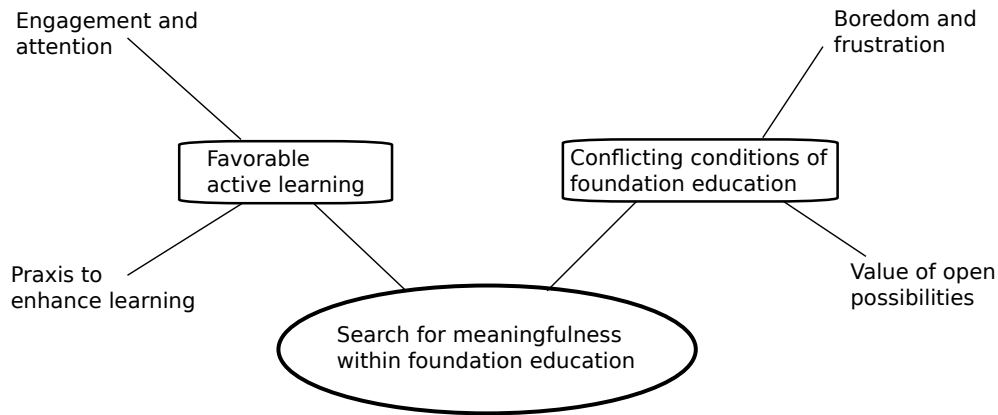 Engagement and
attention
Boredom and
frustration
Favorable
active learning
Conflicting conditions of
foundation education
Praxis to
enhance learning
Value of open
possibilities
Search for meaningfulness
within foundation education